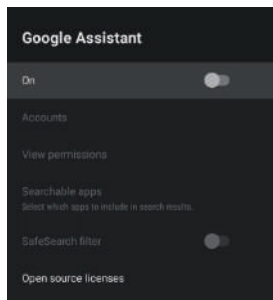 Google Assistant
On
Accounts
View permissions
Searchable apps
Select which apps to include in search results.
SafeSearch filter
Open source licenses